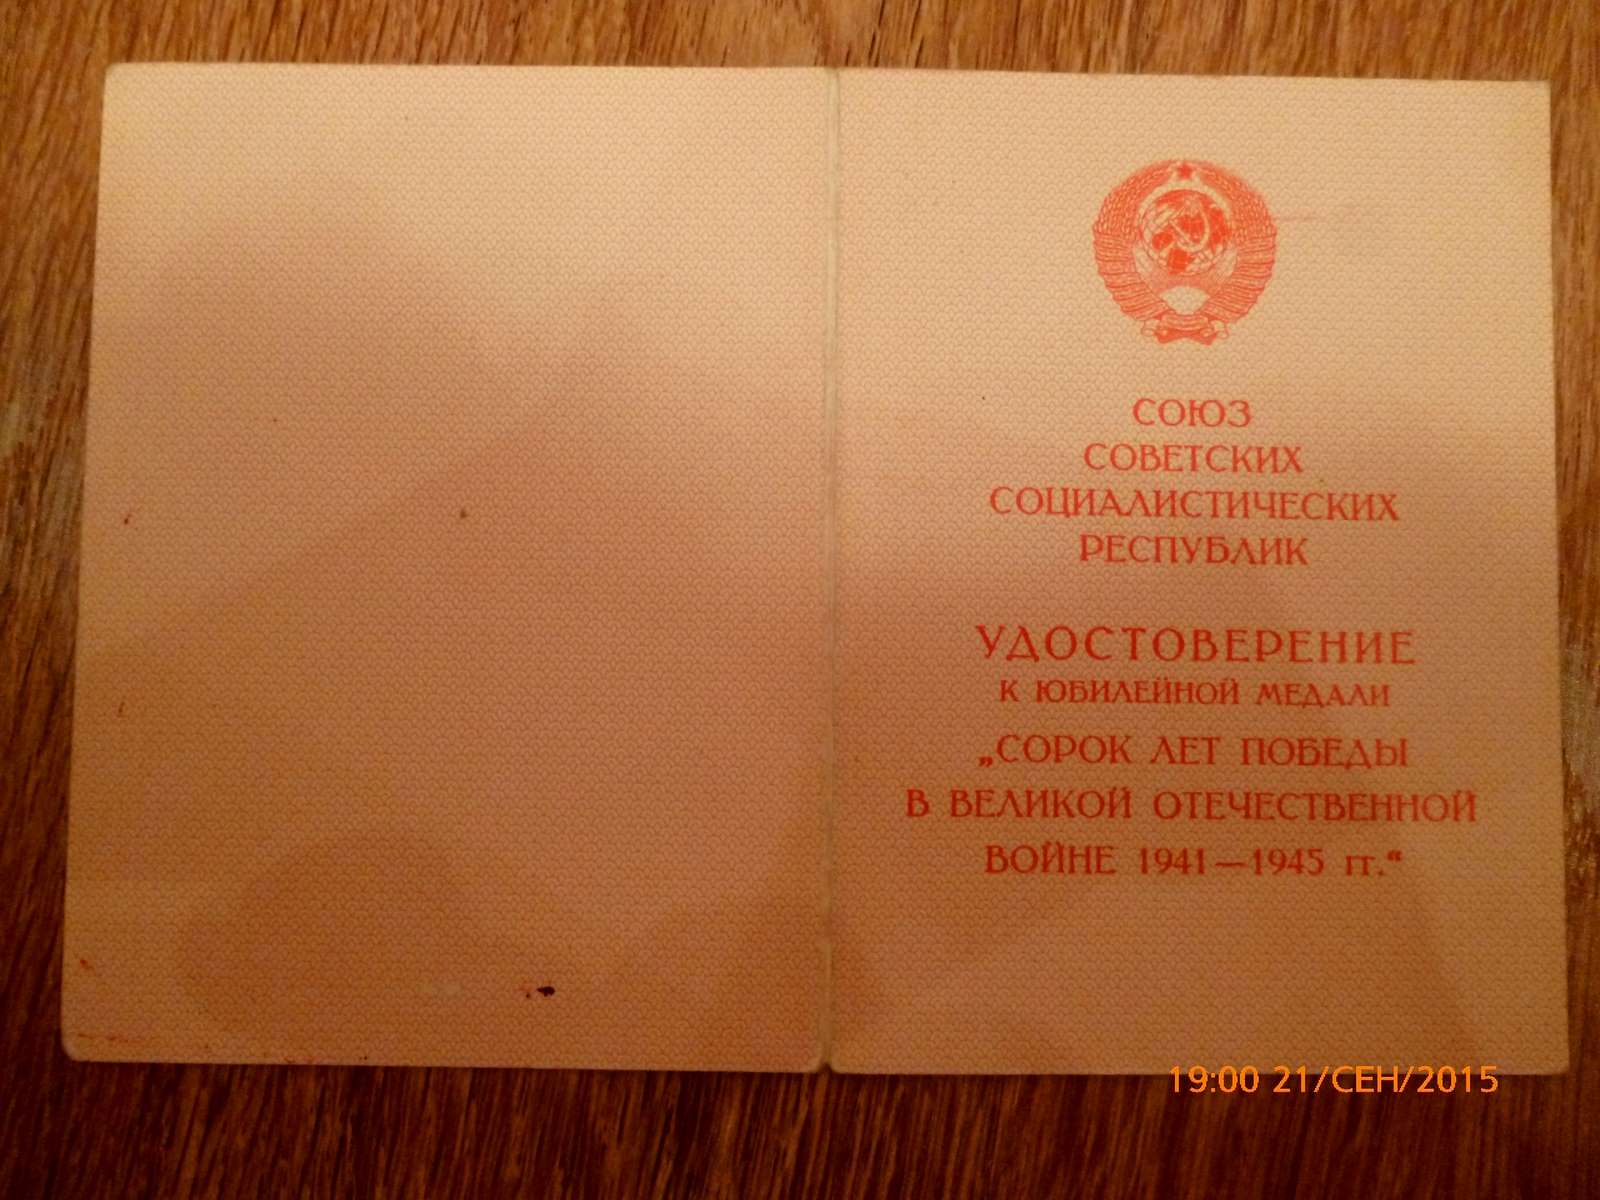 СОЮЗ
СОВЕТСКИХ
СОЦИАЛИСТИЧЕСКИХ
РЕСПУБЛИК
УДОСТОВЕРЕНИЕ
К ЮБИЛЕЙНОЙ МЕДАЛИ
„СОРОК ЛЕТ ПОБЕДЫ
В ВЕЛИКОЙ ОТЕЧЕСТВЕННОЙ
ВОЙНЕ 1941—1945 гг.“
19:00 21/СЕН/2015